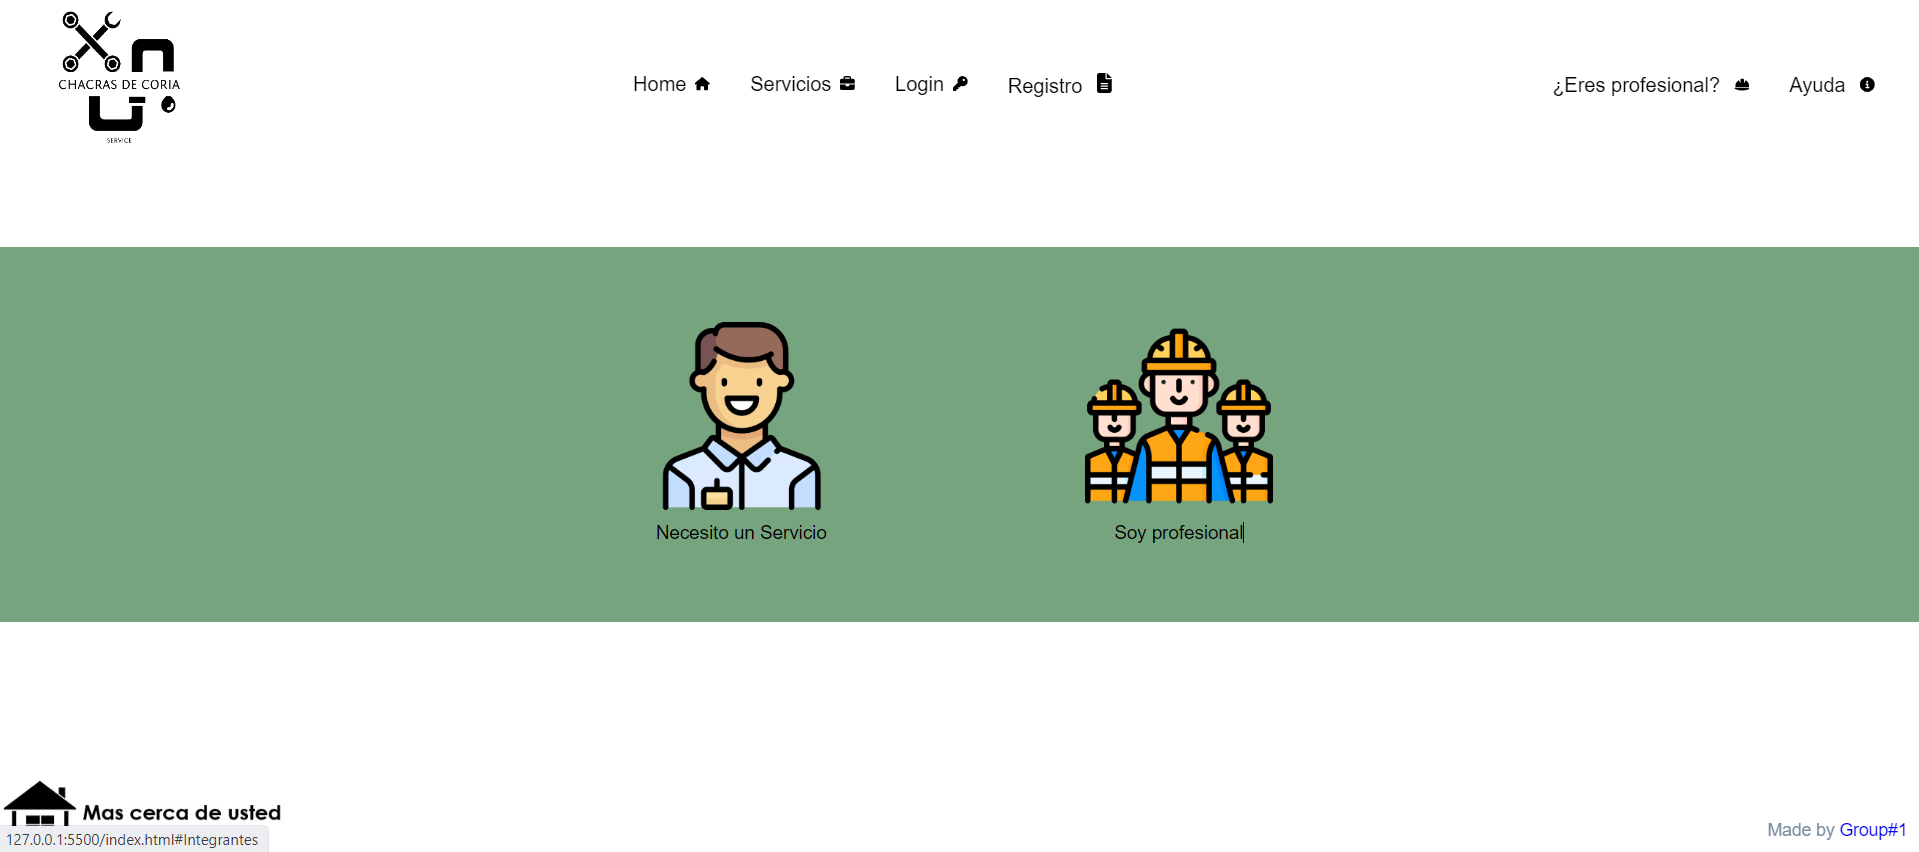 CHACRAS DE CORIA
SERVICE
Home
Servicios
Login
Registro
¿Eres profesional?
Ayuda
Necesito un Servicio
Soy profesional
Mas cerca de usted
127.0.0.1:5500/index.html#Integrantes
Made by Group#1